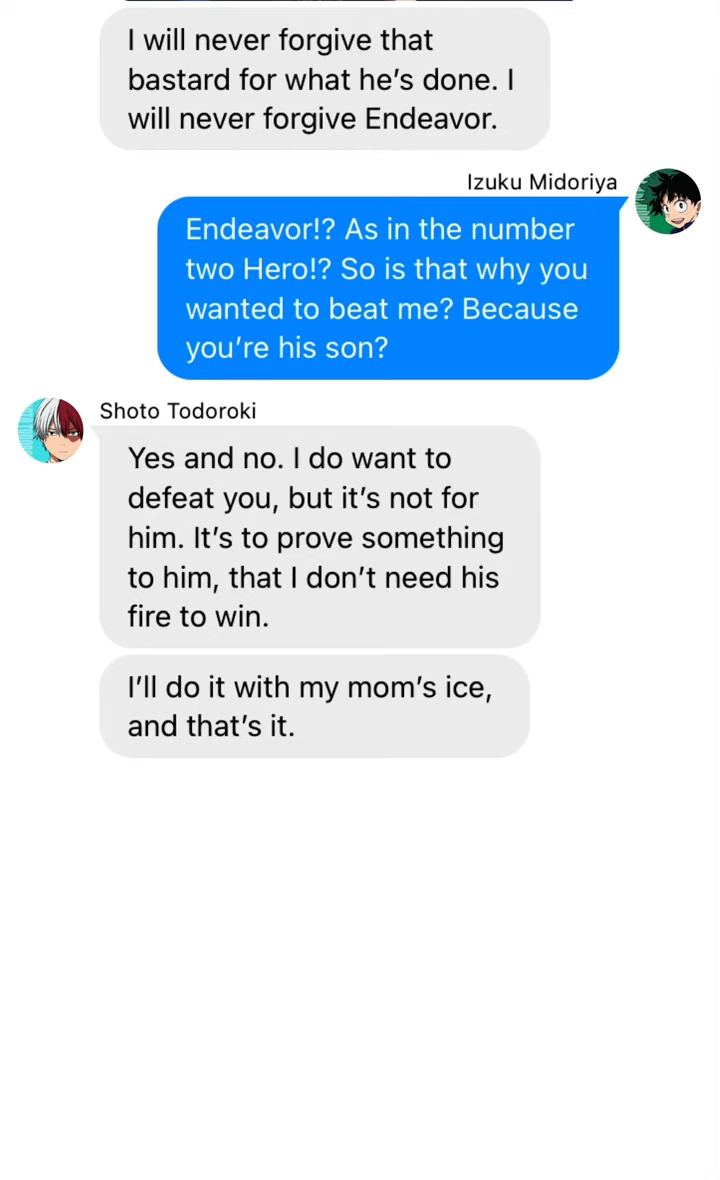 I will never forgive that
bastard for what he's done. I
will never forgive Endeavor.
Izuku Midoriya
Endeavor!? As in the number
two Hero!? So is that why you
wanted to beat me? Because
you're his son?
Shoto Todoroki
Yes and no. I do want to
defeat you, but it's not for
him. It's to prove something
to him, that I don't need his
fire to win.
I'll do it with my mom's ice,
and that's it.